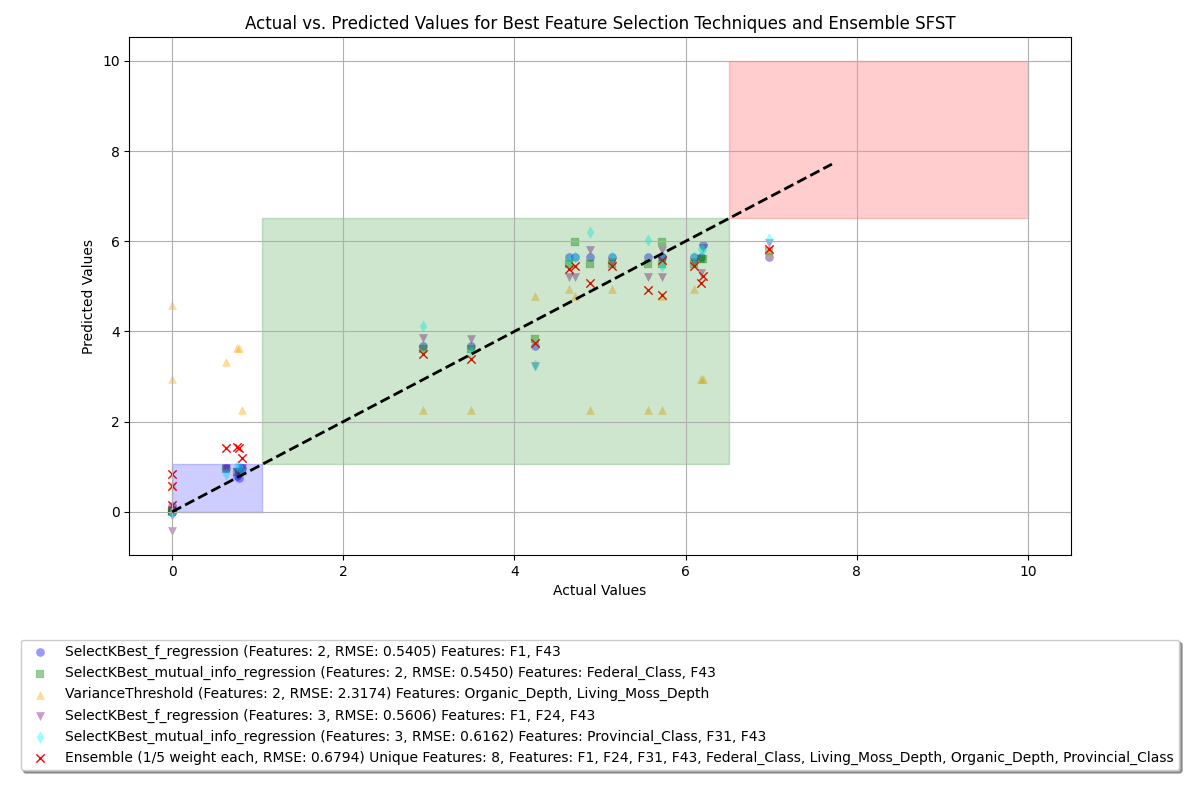 Actual vs. Predicted Values for Best Feature Selection Techniques and Ensemble SFST
10
8
6
4
2
0
Predicted Values
0 2 4 6 8 10
Actual Values
SelectKBest_f_regression (Features: 2, RMSE: 0.5405) Features: F1, F43
SelectKBest_mutual_info_regression (Features: 2, RMSE: 0.5450) Features: Federal_Class, F43
VarianceThreshold (Features: 2, RMSE: 2.3174) Features: Organic_Depth, Living_Moss_Depth
SelectKBest_f_regression (Features: 3, RMSE: 0.5606) Features: F1, F24, F43
SelectKBest_mutual_info_regression (Features: 3, RMSE: 0.6162) Features: Provincial_Class, F31, F43
Ensemble (1/5 weight each, RMSE: 0.6794) Unique Features: 8, Features: F1, F24, F31, F43, Federal_Class, Living_Moss_Depth, Organic_Depth, Provincial_Class